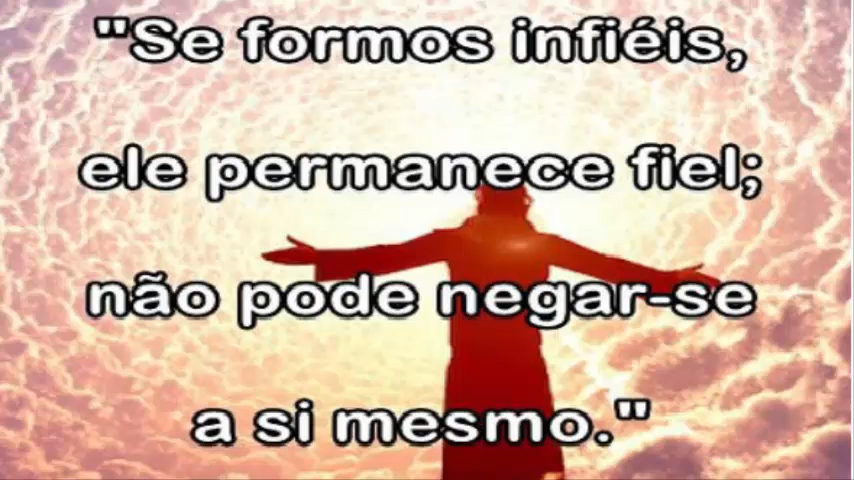 "Se formos infiéis,
ele permanece fiel;
não pode negar-se
a si mesmo."